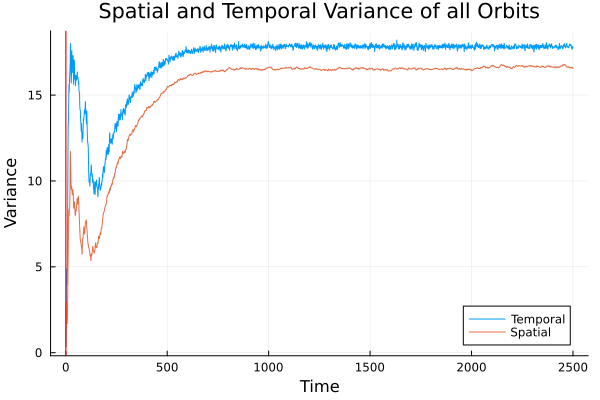 Spatial and Temporal Variance of all Orbits
Variance
15
10
5
0
0 500 1000 1500 2000 2500
Time
Temporal
Spatial